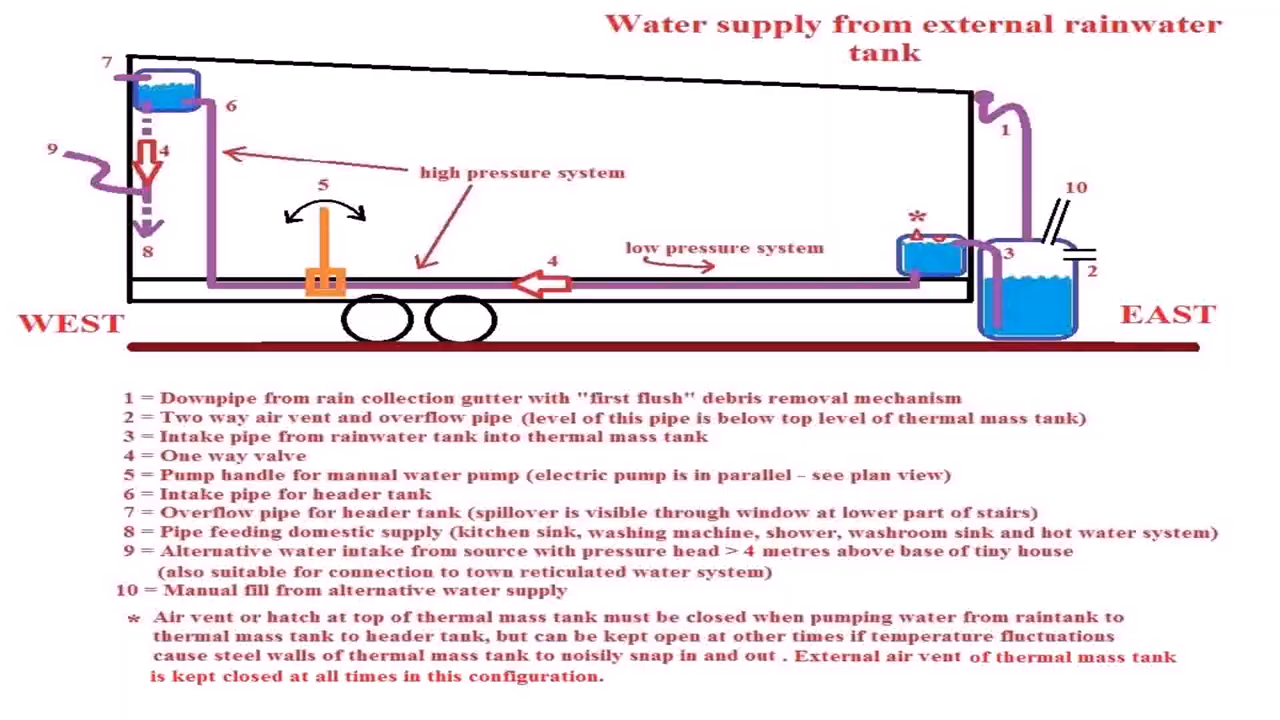 Water supply from external rainwater
tank
7
6
9
4
8
5
high pressure system
4
low pressure system
*
1
10
3
2
WEST
EAST
1 = Downpipe from rain collection gutter with "first flush" debris removal mechanism
2 = Two way air vent and overflow pipe (level of this pipe is below top level of thermal mass tank)
3 = Intake pipe from rainwater tank into thermal mass tank
4 = One way valve
5 = Pump handle for manual water pump (electric pump is in parallel - see plan view)
6 = Intake pipe for header tank
7 = Overflow pipe for header tank (spillover is visible through window at lower part of stairs)
8 = Pipe feeding domestic supply (kitchen sink, washing machine, shower, washroom sink and hot water system)
9 = Alternative water intake from source with pressure head > 4 metres above base of tiny house
(also suitable for connection to town reticulated water system)
10 = Manual fill from alternative water supply
* Air vent or hatch at top of thermal mass tank must be closed when pumping water from raintank to
thermal mass tank to header tank, but can be kept open at other times if temperature fluctuations
cause steel walls of thermal mass tank to noisily snap in and out . External air vent of thermal mass tank
is kept closed at all times in this configuration.